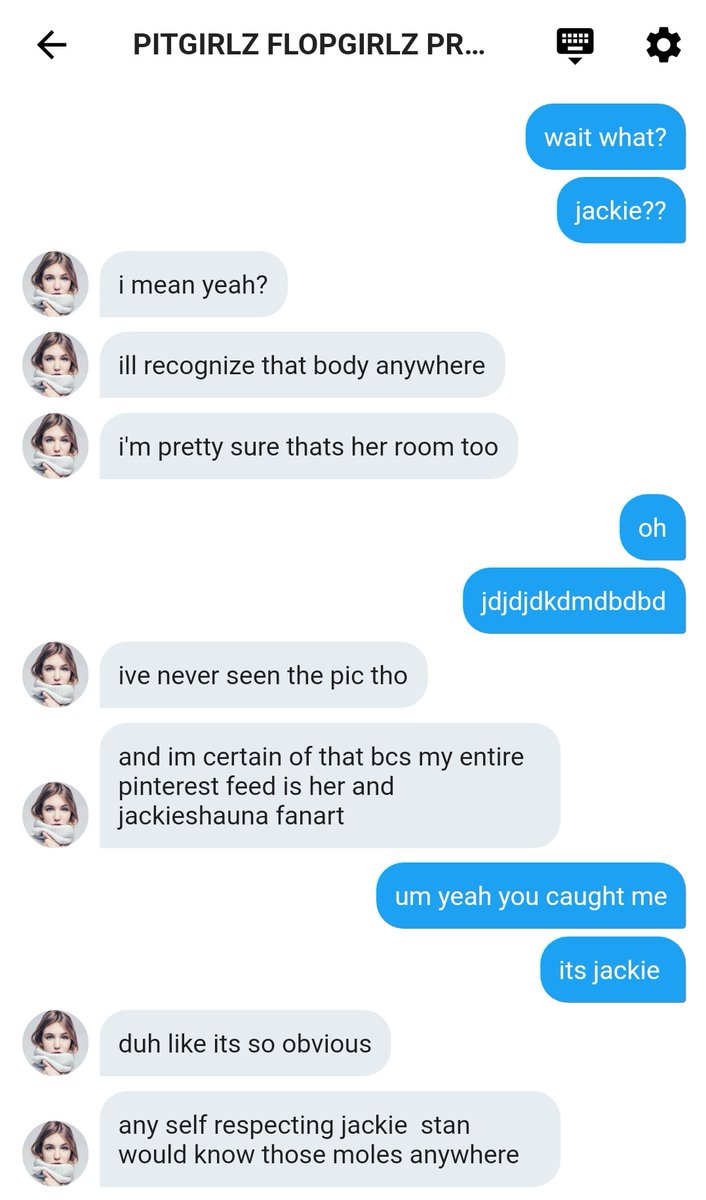 PITGIRLZ FLOPGIRLZ PR...
wait what?
jackie??
i mean yeah?
ill recognize that body anywhere
i'm pretty sure thats her room too
oh
jdjdjdkdmdbdbd
ive never seen the pic tho
and im certain of that bcs my entire
pinterest feed is her and
jackieshauna fanart
um yeah you caught me
its jackie
duh like its so obvious
any self respecting jackie  stan
would know those moles anywhere